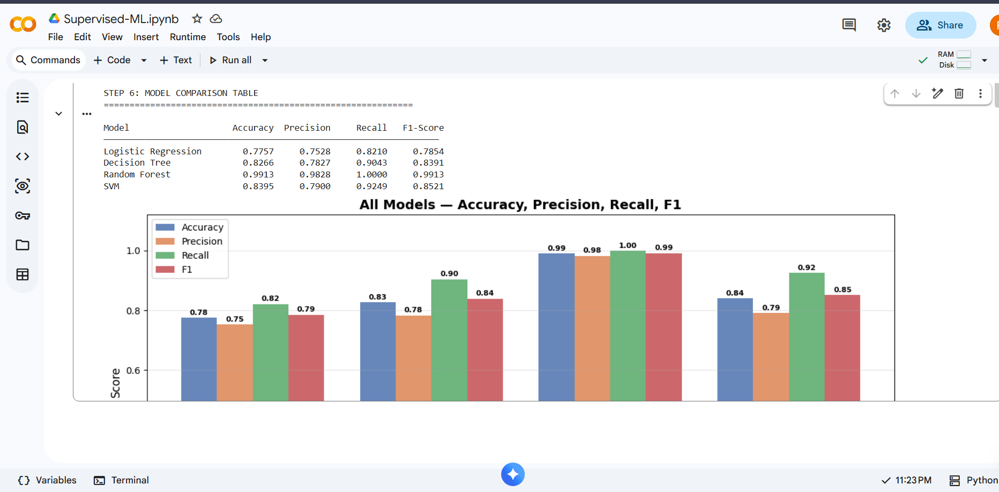 Supervised-ML.ipynb
File Edit View Insert Runtime Tools Help
Share
Commands + Code + Text Run all
RAM
Disk
STEP 6: MODEL COMPARISON TABLE
============================================================
Model Accuracy Precision Recall F1-Score
Logistic Regression 0.7757 0.7528 0.8210 0.7854
Decision Tree 0.8266 0.7827 0.9043 0.8391
Random Forest 0.9913 0.9828 1.0000 0.9913
SVM 0.8395 0.7900 0.9249 0.8521
All Models — Accuracy, Precision, Recall, F1
Accuracy
Precision
Recall
F1
1.0
0.8
0.6
Score
0.78 0.75 0.82 0.79
0.83 0.78 0.90 0.84
0.99 0.98 1.00 0.99
0.84 0.79 0.92 0.85
{} Variables Terminal
11:23 PM Python